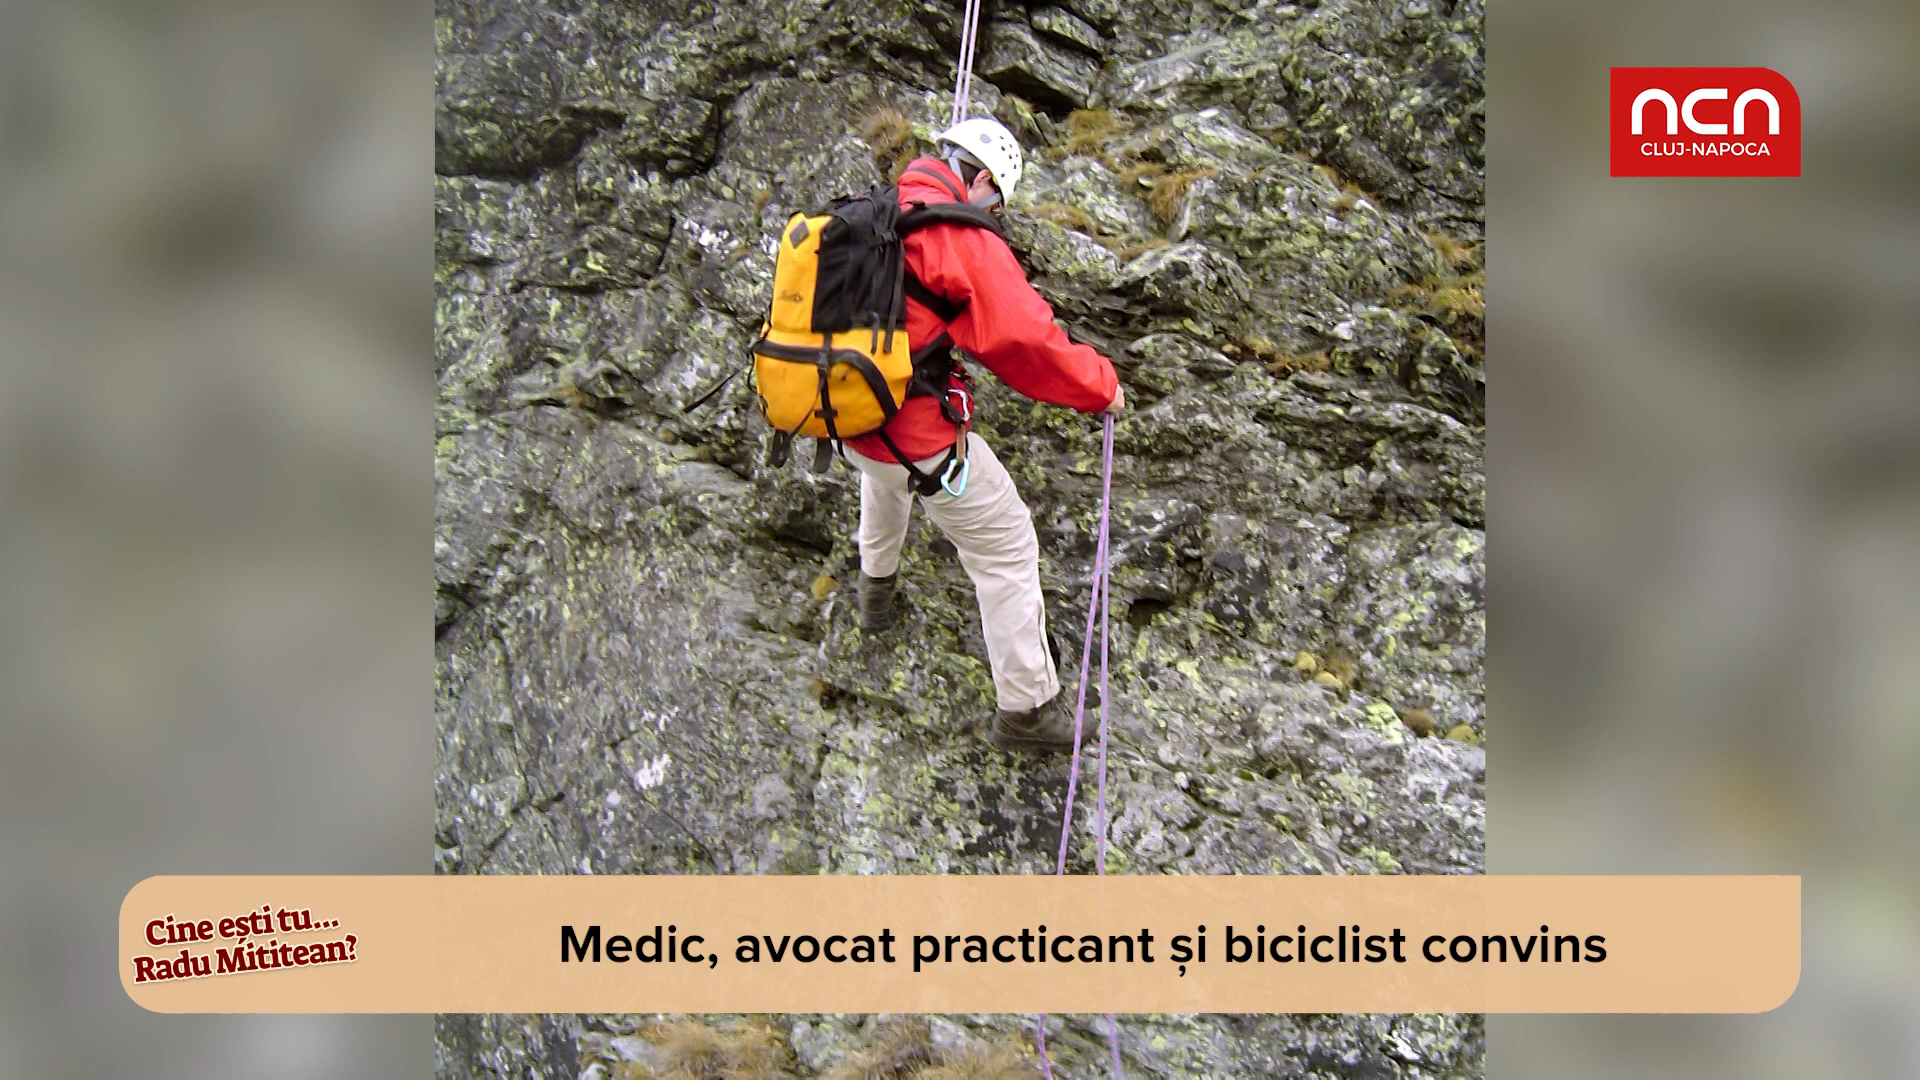 ncn
CLUJ-NAPOCA
Cine ești tu...
Radu Mititean?
Medic, avocat practicant și biciclist convins